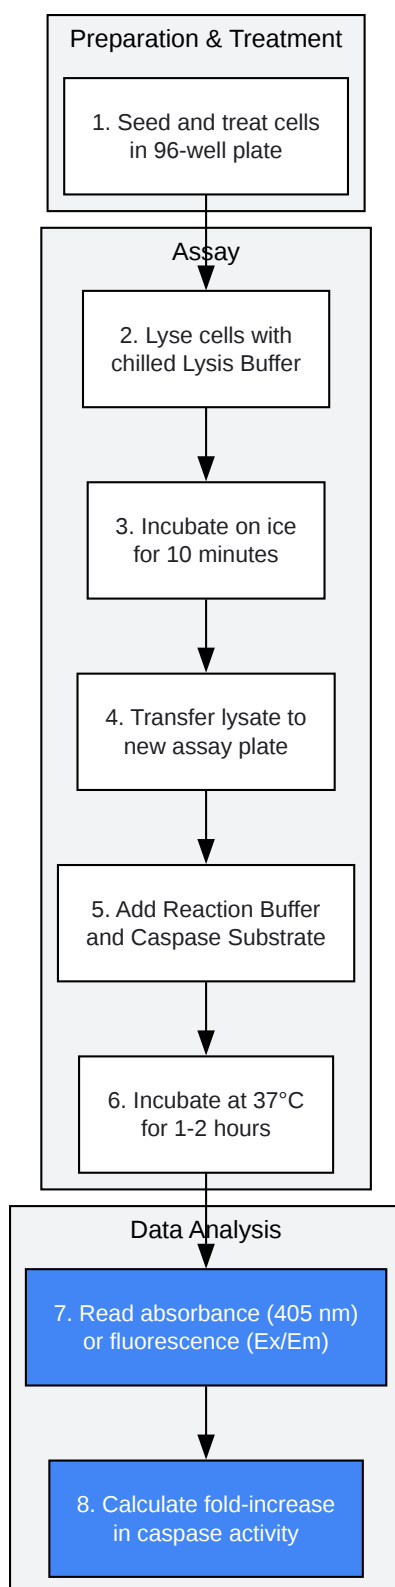 Preparation & Treatment
1. Seed and treat cells
in 96-well plate
Assay
2. Lyse cells with
chilled Lysis Buffer
3. Incubate on ice
for 10 minutes
4. Transfer lysate to
new assay plate
5. Add Reaction Buffer
and Caspase Substrate
6. Incubate at 37°C
for 1-2 hours
Data Analysis
7. Read absorbance (405 nm)
or fluorescence (Ex/Em)
8. Calculate fold-increase
in caspase activity